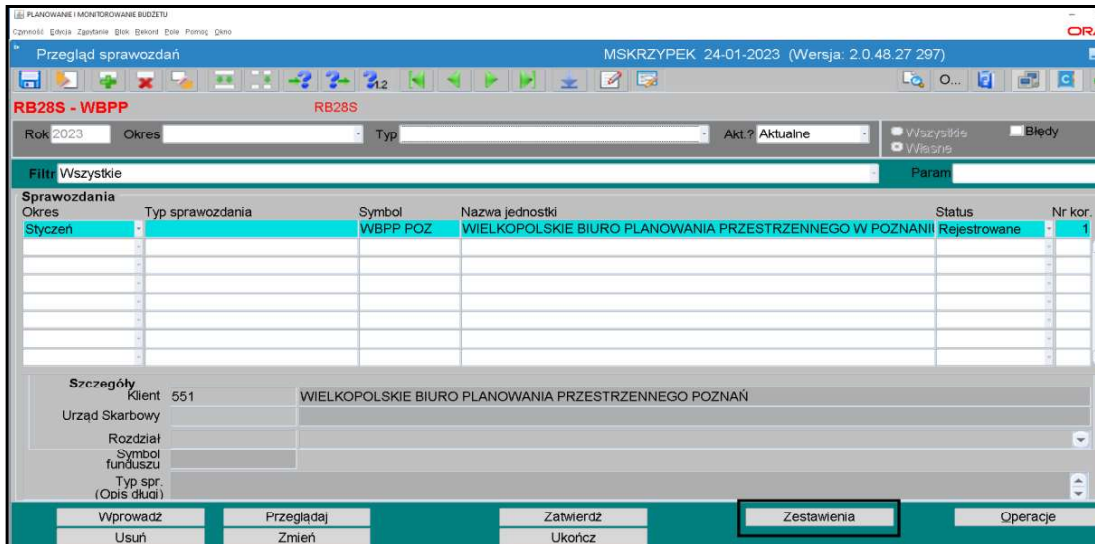 PLANOWANIE I MONITOROWANIE BUDŻETU
Czynność Edycja Zapytanie Blok Rekord Pole Pomoc Okno
Przegląd sprawozdań MSKRZYPEK 24-01-2023 (Wersja: 2.0.48.27 297)
O...
RB28S - WBPP RB28S
Rok 2023 Okres Typ Akt.? Aktualne Wszystkie Błędy
Własne
Filtr Wszystkie Param
Sprawozdania
Okres Typ sprawozdania Symbol Nazwa jednostki Status Nr kor.
Styczeń WBPP POZ WIELKOPOLSKIE BIURO PLANOWANIA PRZESTRZENNEGO W POZNANI Rejestrowane 1
Szczegóły
Klient 551 WIELKOPOLSKIE BIURO PLANOWANIA PRZESTRZENNEGO POZNAŃ
Urząd Skarbowy
Rozdział
Symbol
funduszu
Typ spr.
(Opis długi)
Wprowadź Przeglądaj Zatwierdź Zestawienia Operacje
Usuń Zmień Ukończ